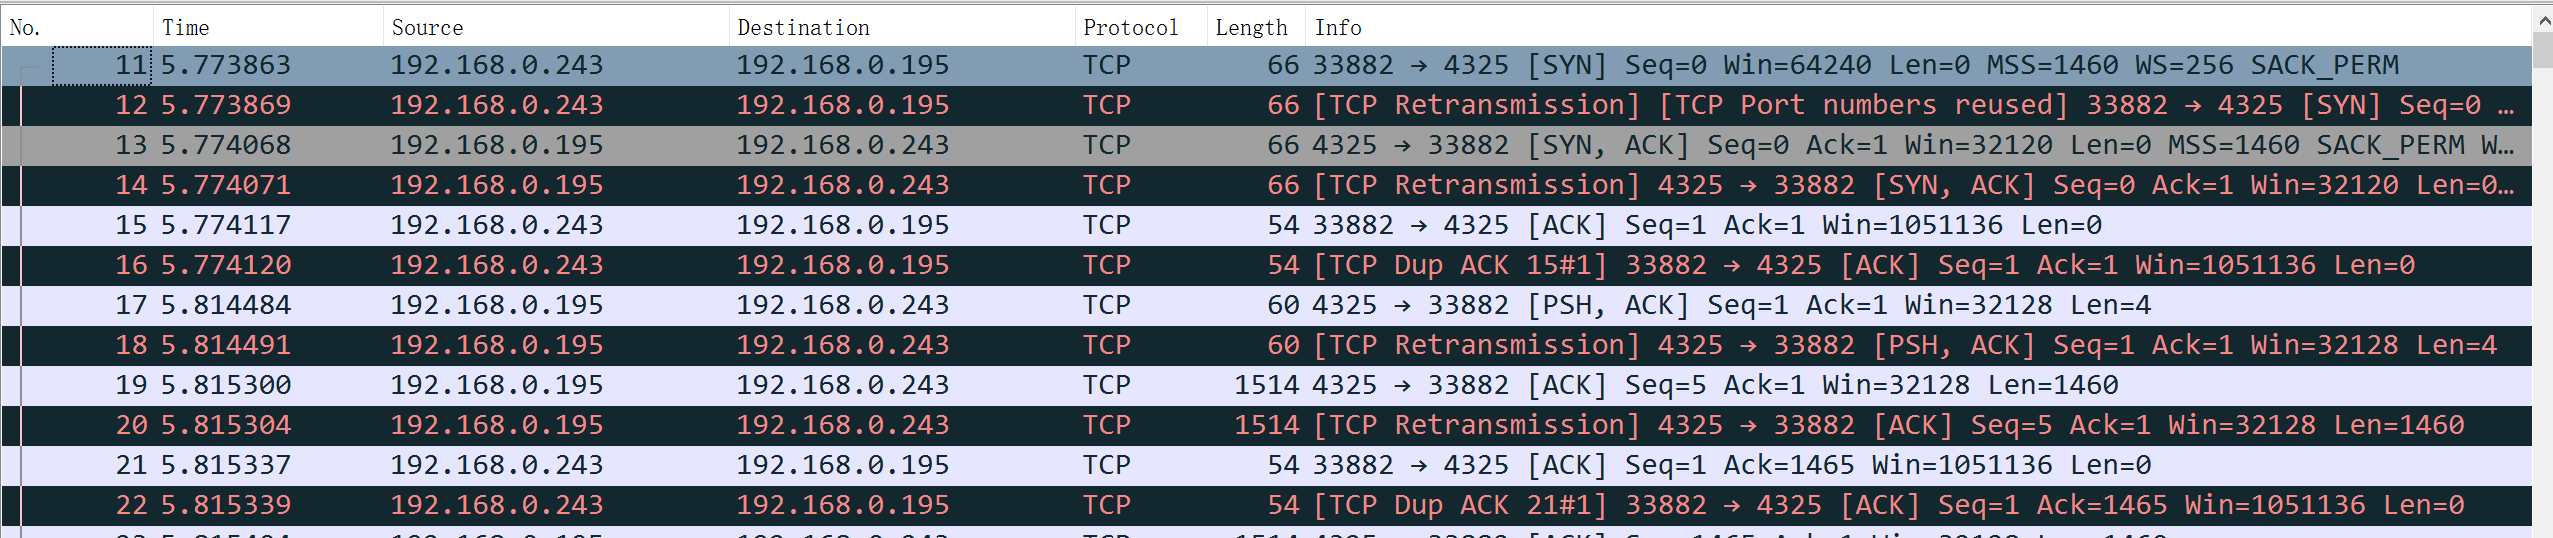 No. Time Source Destination Protocol Length Info
11 5.773863 192.168.0.243 192.168.0.195 TCP 66 33882 → 4325 [SYN] Seq=0 Win=64240 Len=0 MSS=1460 WS=256 SACK_PERM
12 5.773869 192.168.0.243 192.168.0.195 TCP 66 [TCP Retransmission] [TCP Port numbers reused] 33882 → 4325 [SYN] Seq=0 …
13 5.774068 192.168.0.195 192.168.0.243 TCP 66 4325 → 33882 [SYN, ACK] Seq=0 Ack=1 Win=32120 Len=0 MSS=1460 SACK_PERM W…
14 5.774071 192.168.0.195 192.168.0.243 TCP 66 [TCP Retransmission] 4325 → 33882 [SYN, ACK] Seq=0 Ack=1 Win=32120 Len=0…
15 5.774117 192.168.0.243 192.168.0.195 TCP 54 33882 → 4325 [ACK] Seq=1 Ack=1 Win=1051136 Len=0
16 5.774120 192.168.0.243 192.168.0.195 TCP 54 [TCP Dup ACK 15#1] 33882 → 4325 [ACK] Seq=1 Ack=1 Win=1051136 Len=0
17 5.814484 192.168.0.195 192.168.0.243 TCP 60 4325 → 33882 [PSH, ACK] Seq=1 Ack=1 Win=32128 Len=4
18 5.814491 192.168.0.195 192.168.0.243 TCP 60 [TCP Retransmission] 4325 → 33882 [PSH, ACK] Seq=1 Ack=1 Win=32128 Len=4
19 5.815300 192.168.0.195 192.168.0.243 TCP 1514 4325 → 33882 [ACK] Seq=5 Ack=1 Win=32128 Len=1460
20 5.815304 192.168.0.195 192.168.0.243 TCP 1514 [TCP Retransmission] 4325 → 33882 [ACK] Seq=5 Ack=1 Win=32128 Len=1460
21 5.815337 192.168.0.243 192.168.0.195 TCP 54 33882 → 4325 [ACK] Seq=1 Ack=1465 Win=1051136 Len=0
22 5.815339 192.168.0.243 192.168.0.195 TCP 54 [TCP Dup ACK 21#1] 33882 → 4325 [ACK] Seq=1 Ack=1465 Win=1051136 Len=0